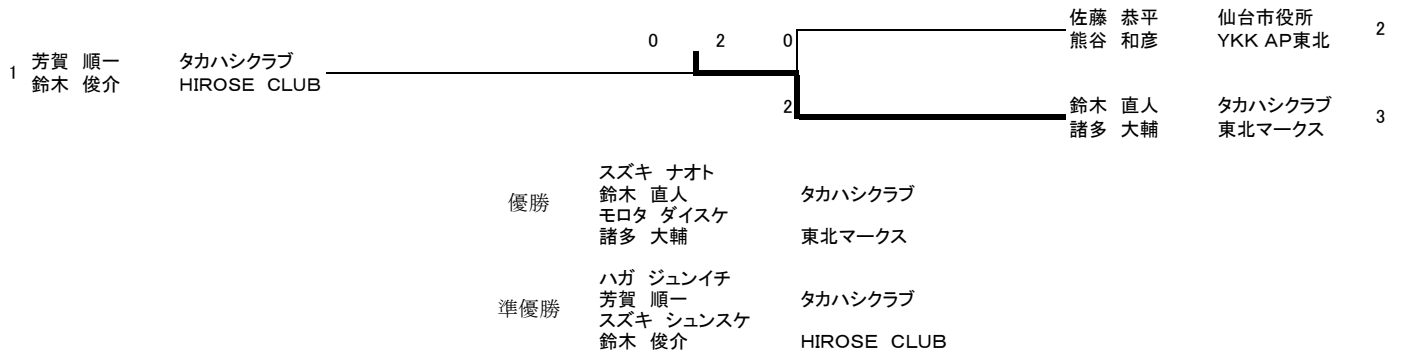 佐藤 恭平 仙台市役所 2
0 2 0 熊谷 和彦 YKK AP東北
1 芳賀 順一 タカハシクラブ
鈴木 俊介 HIROSE CLUB
2 鈴木 直人 タカハシクラブ 3
諸多 大輔 東北マークス
スズキ ナオト
優勝 鈴木 直人 タカハシクラブ
モロタ ダイスケ
諸多 大輔 東北マークス
ハガ ジュンイチ
準優勝 芳賀 順一 タカハシクラブ
スズキ シュンスケ
鈴木 俊介 HIROSE CLUB